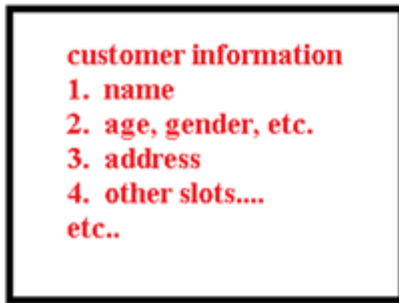 customer information
1. name
2. age, gender, etc.
3. address
4. other slots....
etc..